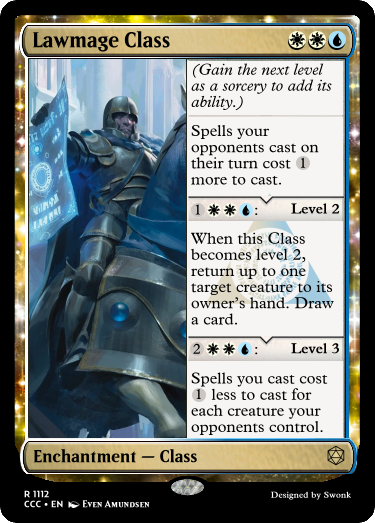 Lawmage Class
(Gain the next level
as a sorcery to add its
ability.)
Spells your
opponents cast on
their turn cost 1
more to cast.
1 : Level 2
When this Class
becomes level 2,
return up to one
target creature to its
owner's hand. Draw
a card.
2 : Level 3
Spells you cast cost
1 less to cast for
each creature your
opponents control.
Enchantment — Class
R 1112
CCC • EN Even Amundsen
Designed by Swonk